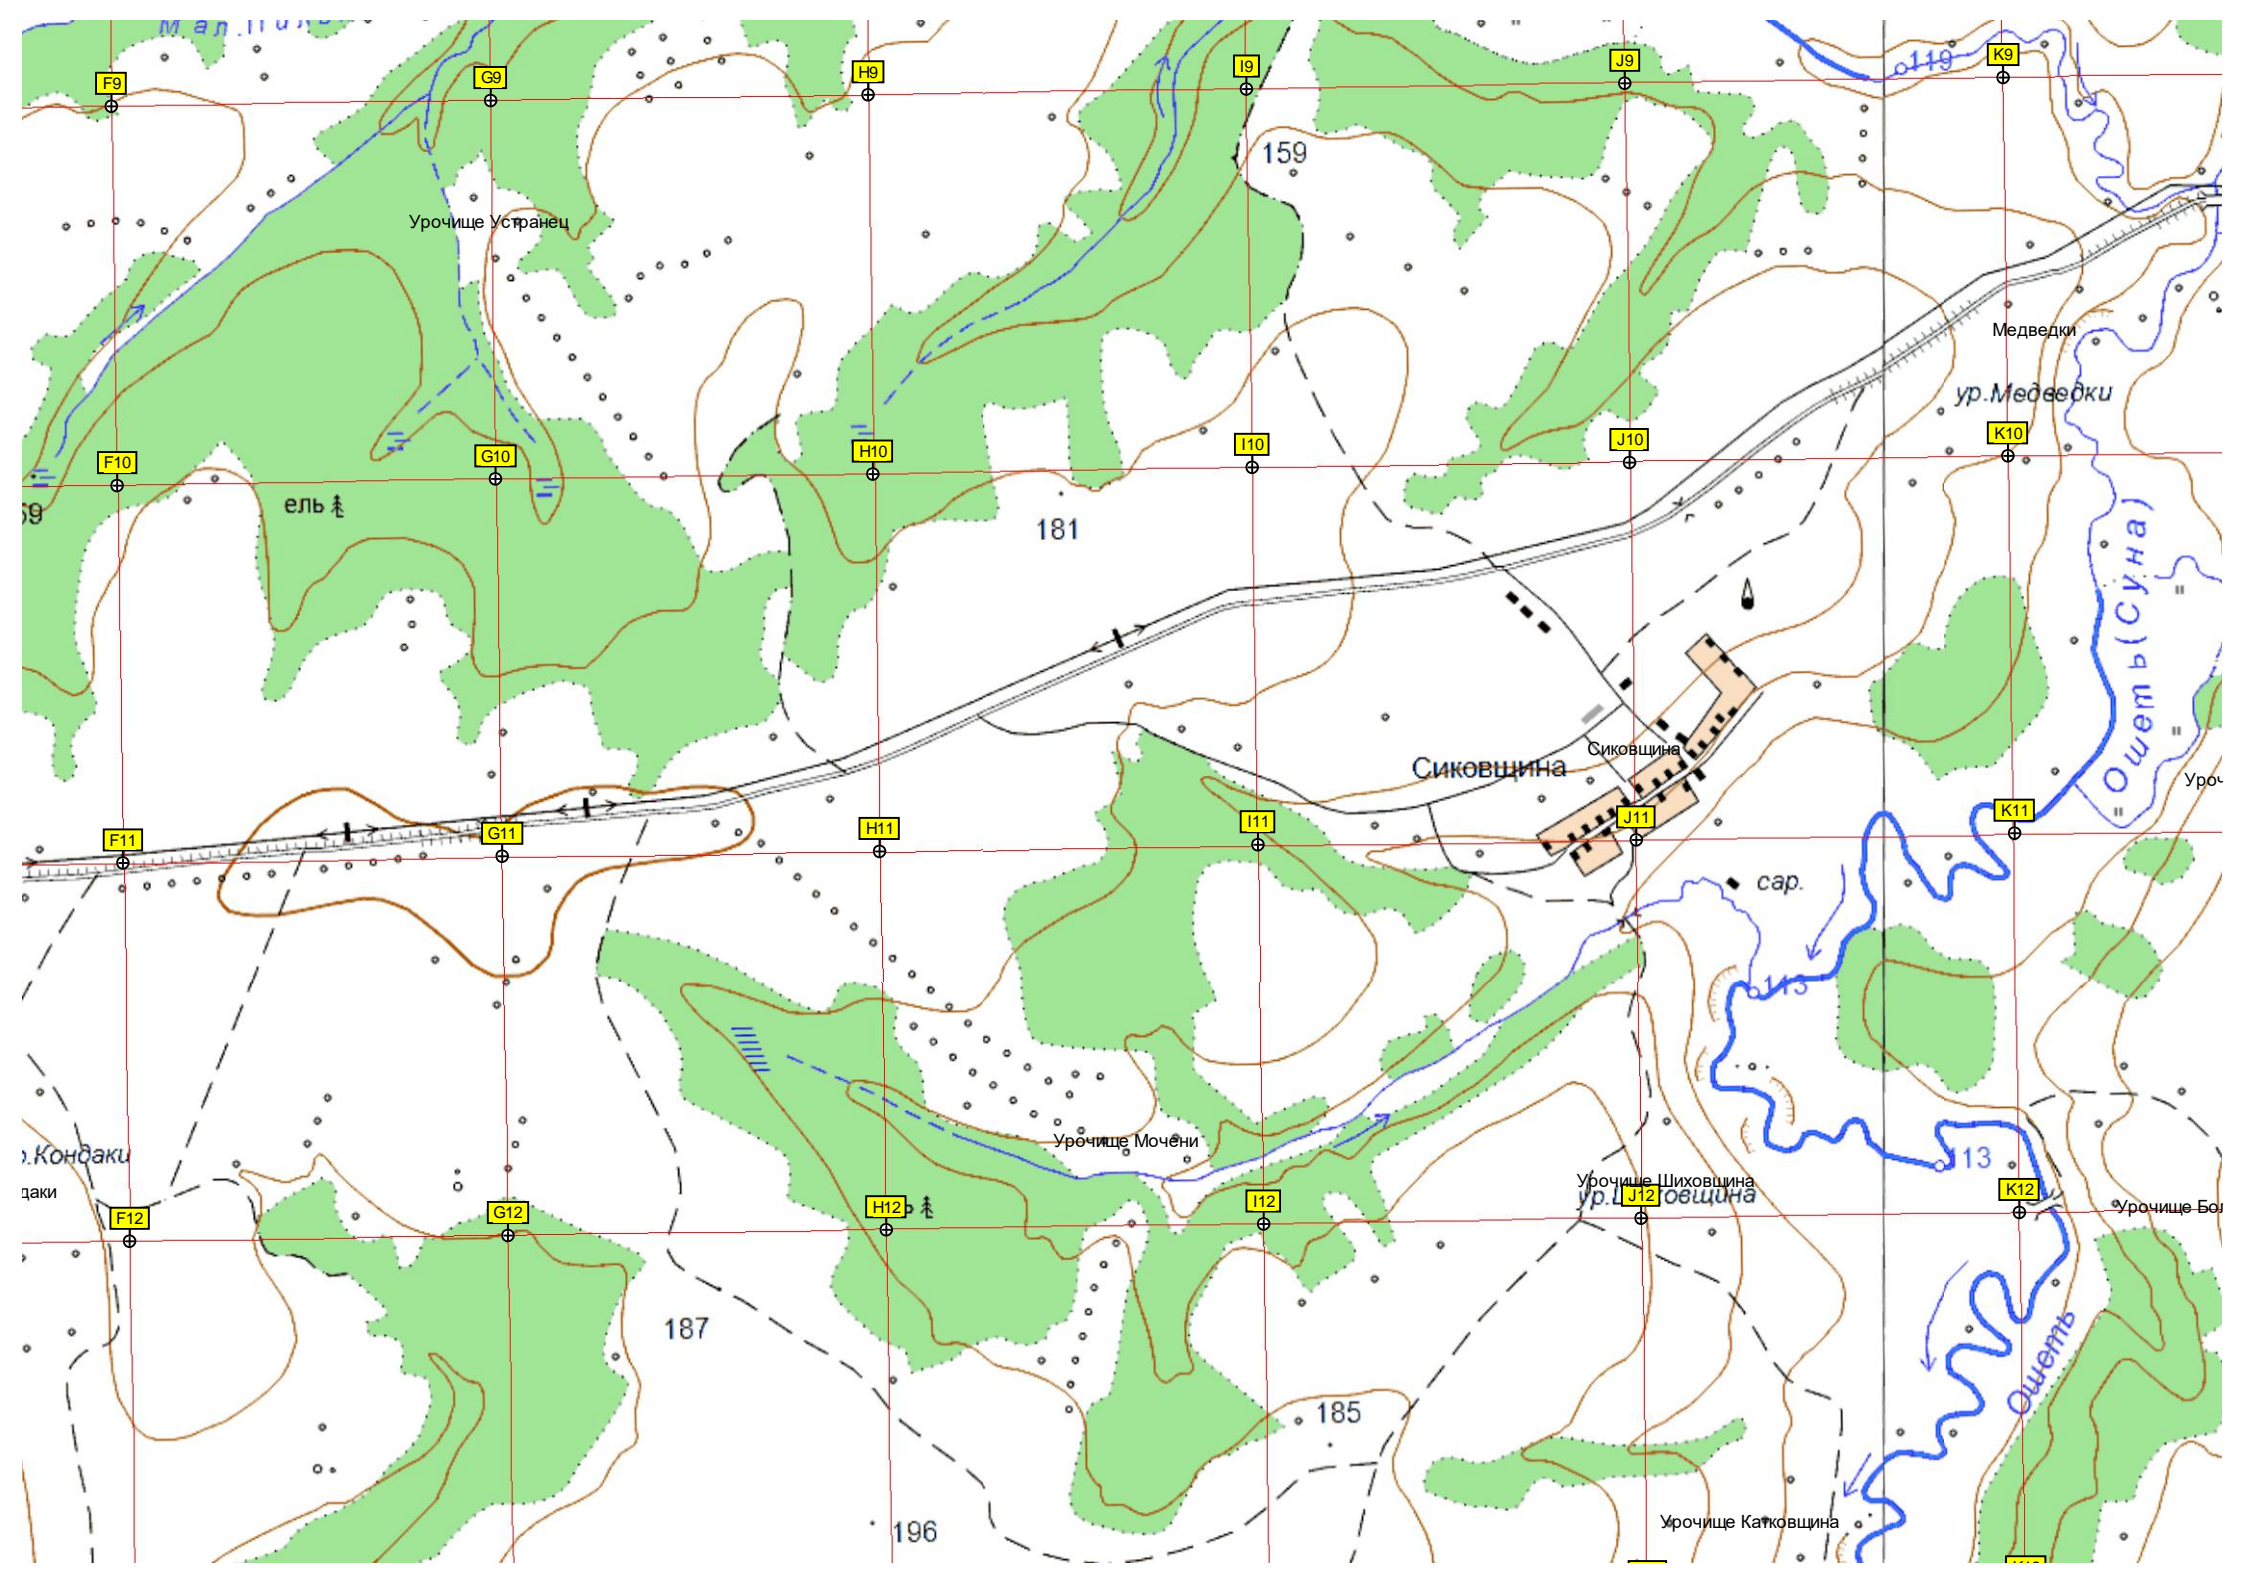 119
F9
G9
H9
I9
J9
K9
159
Урочище Устранец
Медведки
ур.Медведки
F10
G10
H10
I10
J10
K10
ель
181
Ошеть(Суна)
Сиковщина
Сиковщина
F11
G11
H11
I11
J11
K11
сар.
113
Урочище Мочени
113
Урочище Шиховщина
F12
G12
H12
I12
J12
K12
187
185
Ошеть
196
Урочище Катковщина